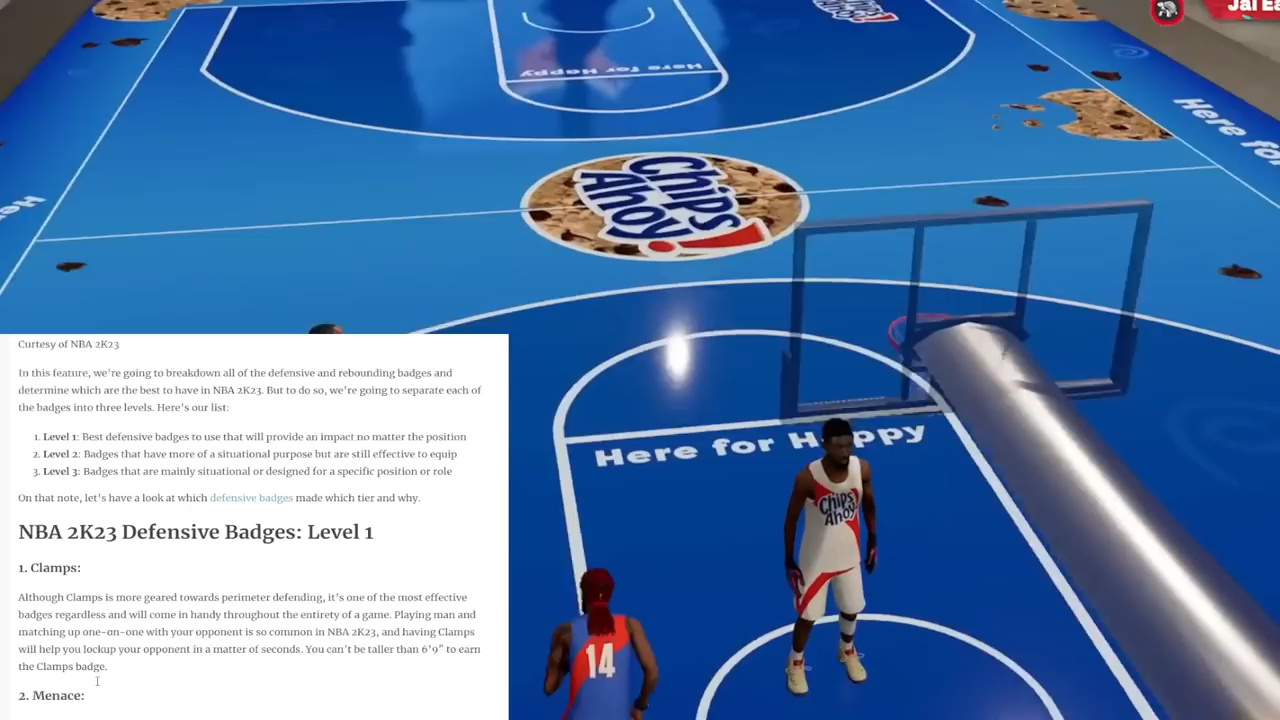 Jai Ea
Here for Happy
Here for
Chips
Ahoy!
He
Here for Happy
Chips
Ahoy!
14
Curtesy of NBA 2K23
In this feature, we're going to breakdown all of the defensive and rebounding badges and
determine which are the best to have in NBA 2K23. But to do so, we're going to separate each of
the badges into three levels. Here's our list:
1. Level 1: Best defensive badges to use that will provide an impact no matter the position
2. Level 2: Badges that have more of a situational purpose but are still effective to equip
3. Level 3: Badges that are mainly situational or designed for a specific position or role
On that note, let's have a look at which defensive badges made which tier and why.
NBA 2K23 Defensive Badges: Level 1
1. Clamps:
Although Clamps is more geared towards perimeter defending, it's one of the most effective
badges regardless and will come in handy throughout the entirety of a game. Playing man and
matching up one-on-one with your opponent is so common in NBA 2K23, and having Clamps
will help you lockup your opponent in a matter of seconds. You can't be taller than 6'9" to earn
the Clamps badge.
2. Menace: